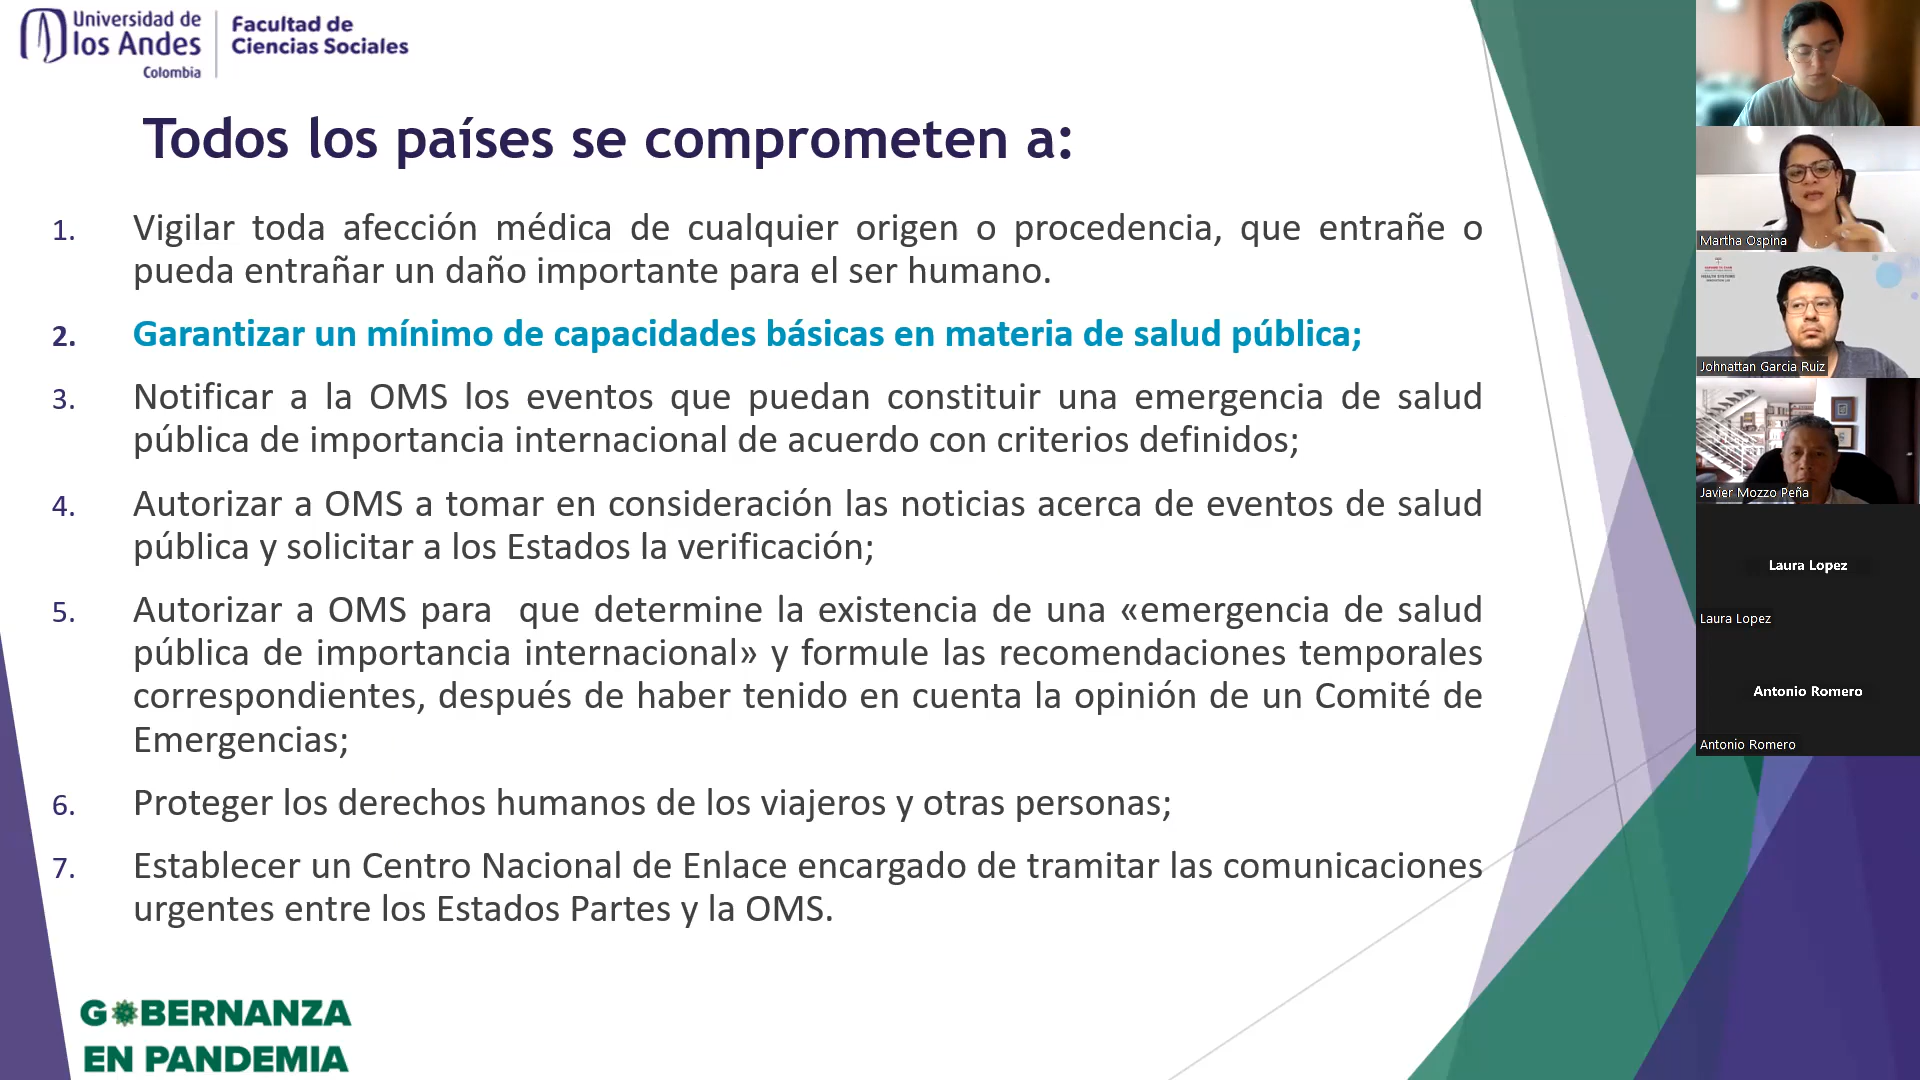 Universidad de
los Andes
Colombia
Facultad de
Ciencias Sociales
Todos los países se comprometen a:
1. Vigilar toda afección médica de cualquier origen o procedencia, que entrañe o
pueda entrañar un daño importante para el ser humano.
2. Garantizar un mínimo de capacidades básicas en materia de salud pública;
3. Notificar a la OMS los eventos que puedan constituir una emergencia de salud
pública de importancia internacional de acuerdo con criterios definidos;
4. Autorizar a OMS a tomar en consideración las noticias acerca de eventos de salud
pública y solicitar a los Estados la verificación;
5. Autorizar a OMS para que determine la existencia de una «emergencia de salud
pública de importancia internacional» y formule las recomendaciones temporales
correspondientes, después de haber tenido en cuenta la opinión de un Comité de
Emergencias;
6. Proteger los derechos humanos de los viajeros y otras personas;
7. Establecer un Centro Nacional de Enlace encargado de tramitar las comunicaciones
urgentes entre los Estados Partes y la OMS.
GOBERNANZA
EN PANDEMIA
Martha Ospina
Johnattan Garcia Ruiz
Javier Mozzo Peña
Laura Lopez
Laura Lopez
Antonio Romero
Antonio Romero